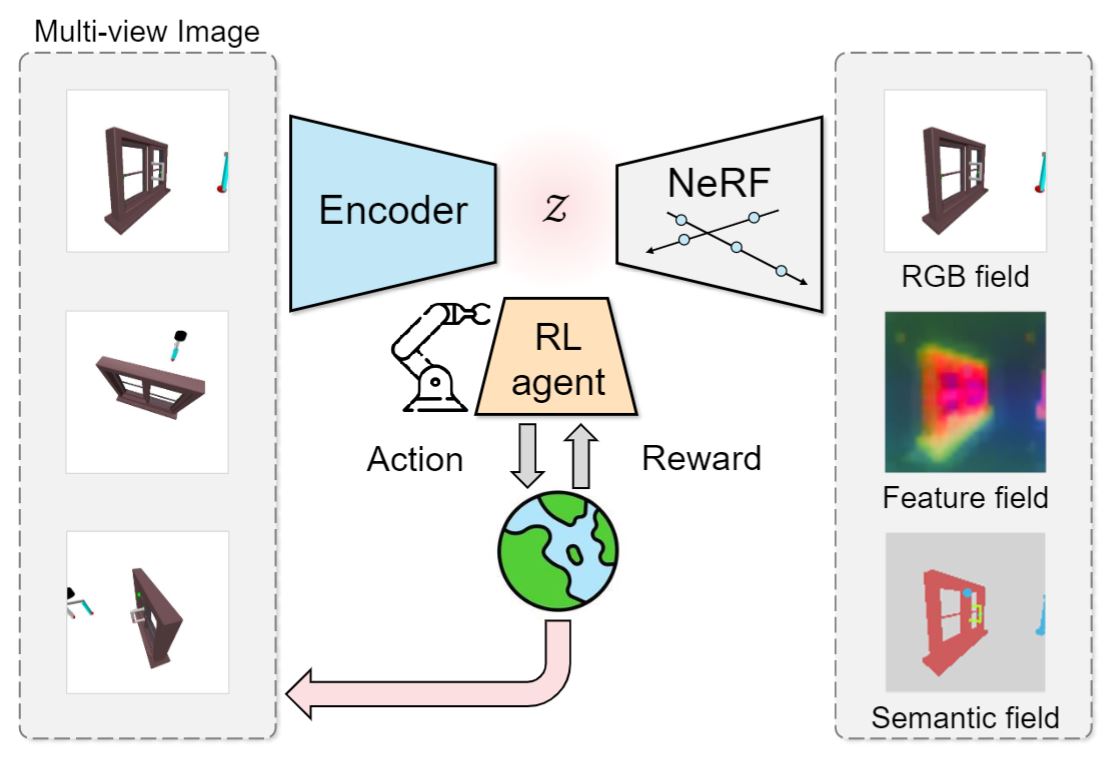 Multi-view Image
Encoder
z
NeRF
RL
agent
Action
Reward
RGB field
Feature field
Semantic field